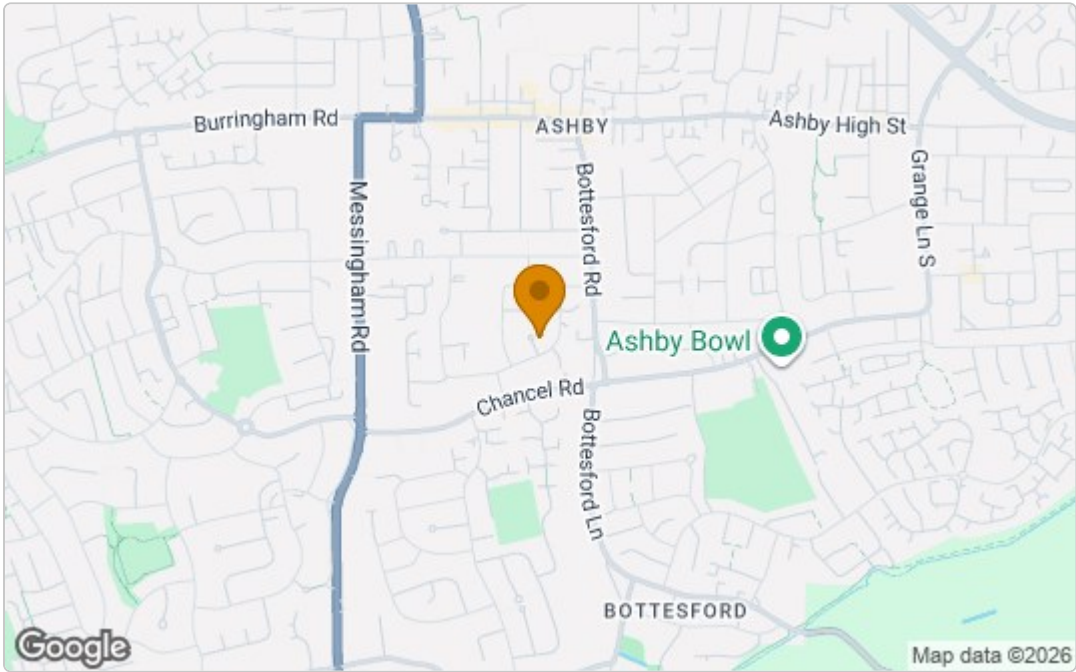 Burringham Rd
ASHBY
Ashby High St
Messingham Rd
Bottesford Rd
Grange Ln S
Ashby Bowl
Chancel Rd
Bottesford Ln
BOTTESFORD
Google
Map data ©2026